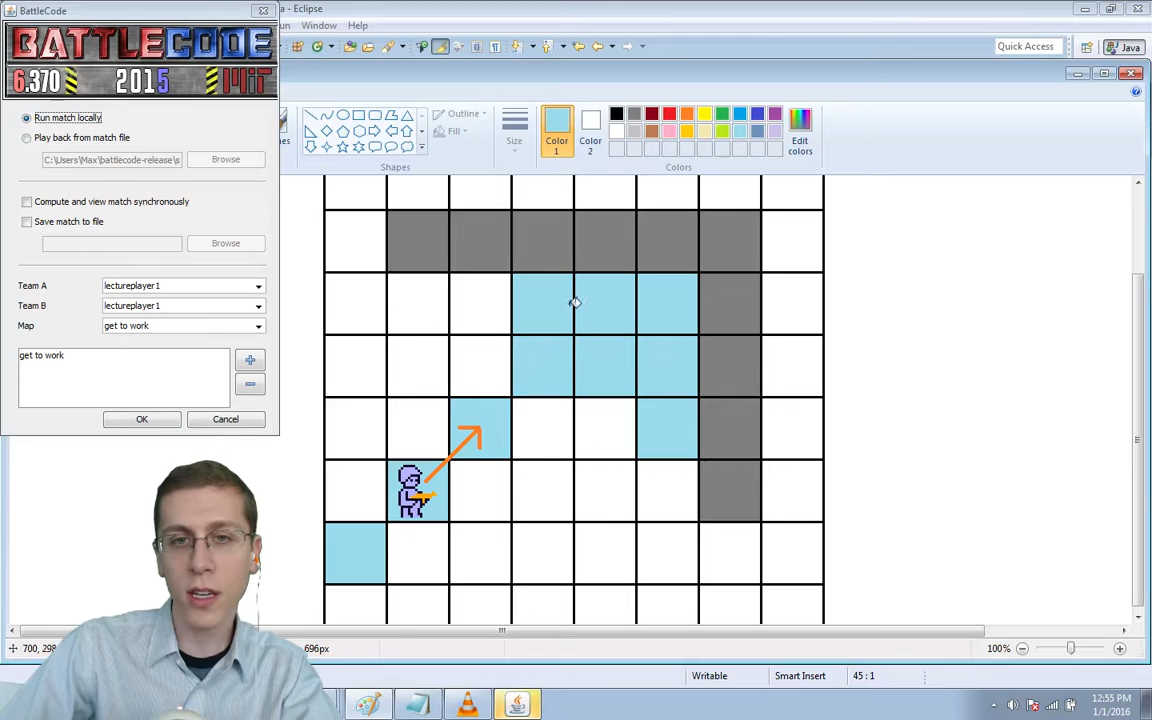 BattleCode
a - Eclipse
un
Window
Help
BATTLECODE
6.370 2015 MIT
Quick Access
Java
Run match locally
Play back from match file
C:\Users\Max\battlecode-release\s
Browse
Compute and view match synchronously
Save match to file
Browse
Team A
lectureplayer1
Team B
lectureplayer1
Map
get to work
get to work
OK
Cancel
Outline
Fill
Shapes
Size
Color
1
Color
2
Edit
colors
Colors
700, 298
696px
100%
Writable
Smart Insert
45 : 1
12:55 PM
1/1/2016